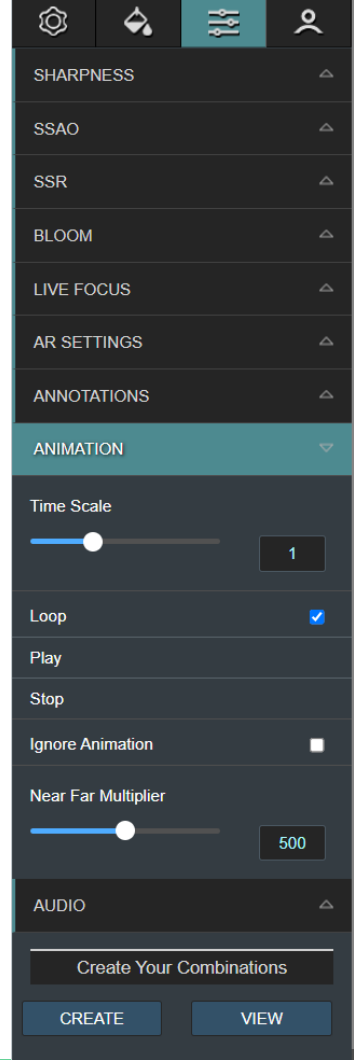 SHARPNESS
SSAO
SSR
BLOOM
LIVE FOCUS
AR SETTINGS
ANNOTATIONS
ANIMATION
Time Scale
1
Loop
Play
Stop
Ignore Animation
Near Far Multiplier
500
AUDIO
Create Your Combinations
CREATE VIEW